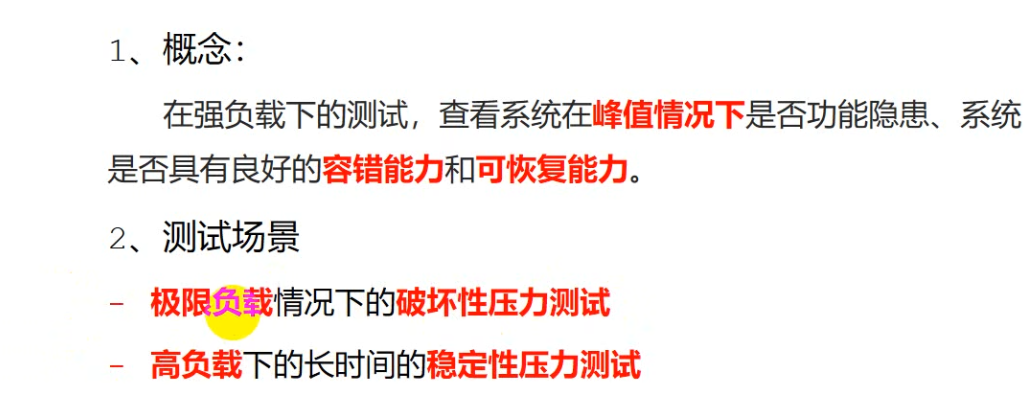 1、概念：
在强负载下的测试，查看系统在峰值情况下是否功能隐患、系统
是否具有良好的容错能力和可恢复能力。
2、测试场景
- 极限负载情况下的破坏性压力测试
- 高负载下的长时间的稳定性压力测试